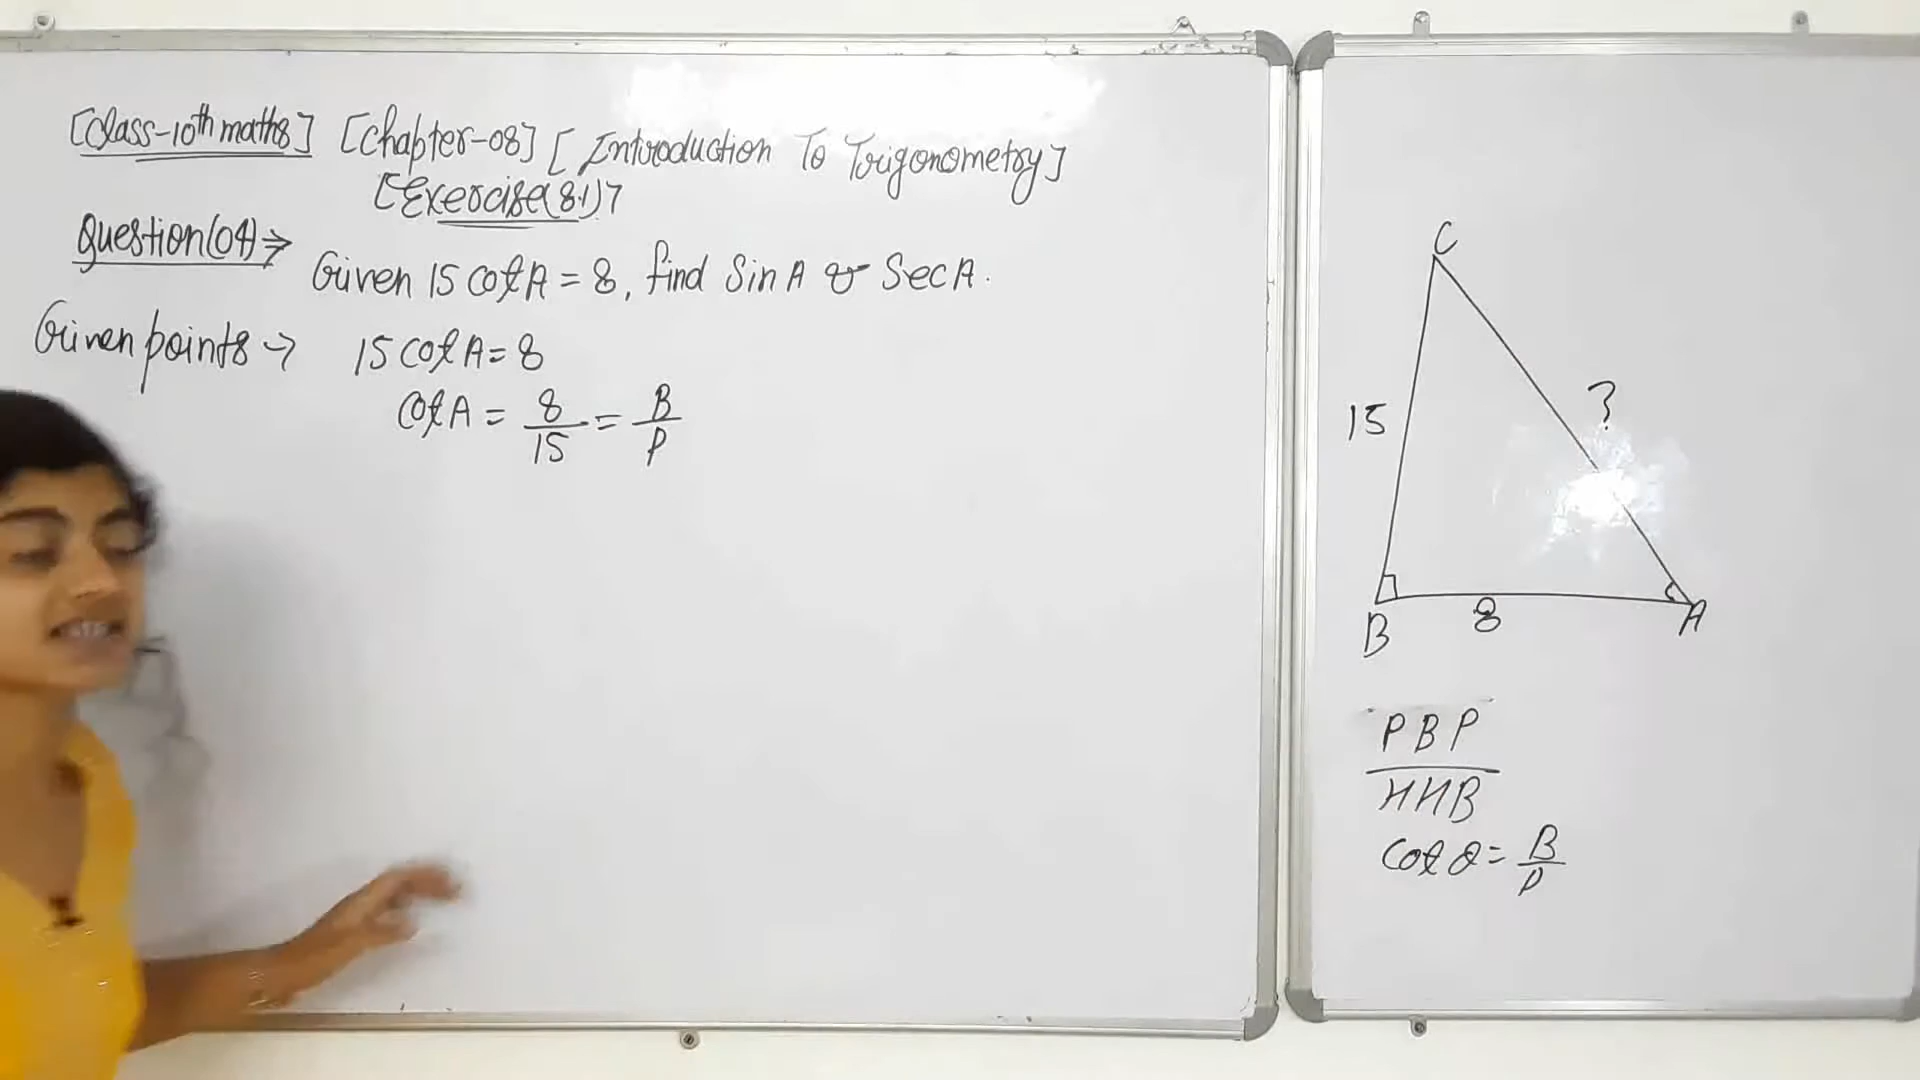 [Class-10th maths] [Chapter-08] [Introduction To Trigonometry]
[Exercise(8.1)]
Question(04)⇒ Given 15 cot A = 8, find Sin A & Sec A.
Given points → 15 cot A = 8
Cot A = 8/15 = B/P
C
15
?
B
8
A
P B P
H H B
Cot θ = B/P